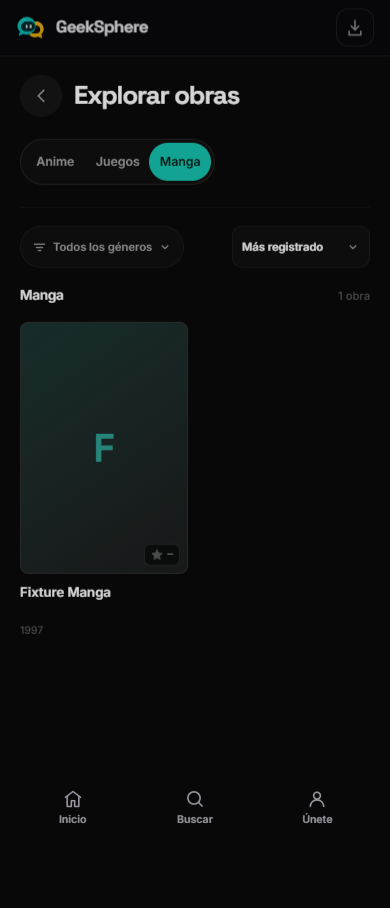 GeekSphere
Explorar obras
Anime Juegos Manga
Todos los géneros Más registrado
Manga 1 obra
F
–
Fixture Manga
1997
Inicio Buscar Únete